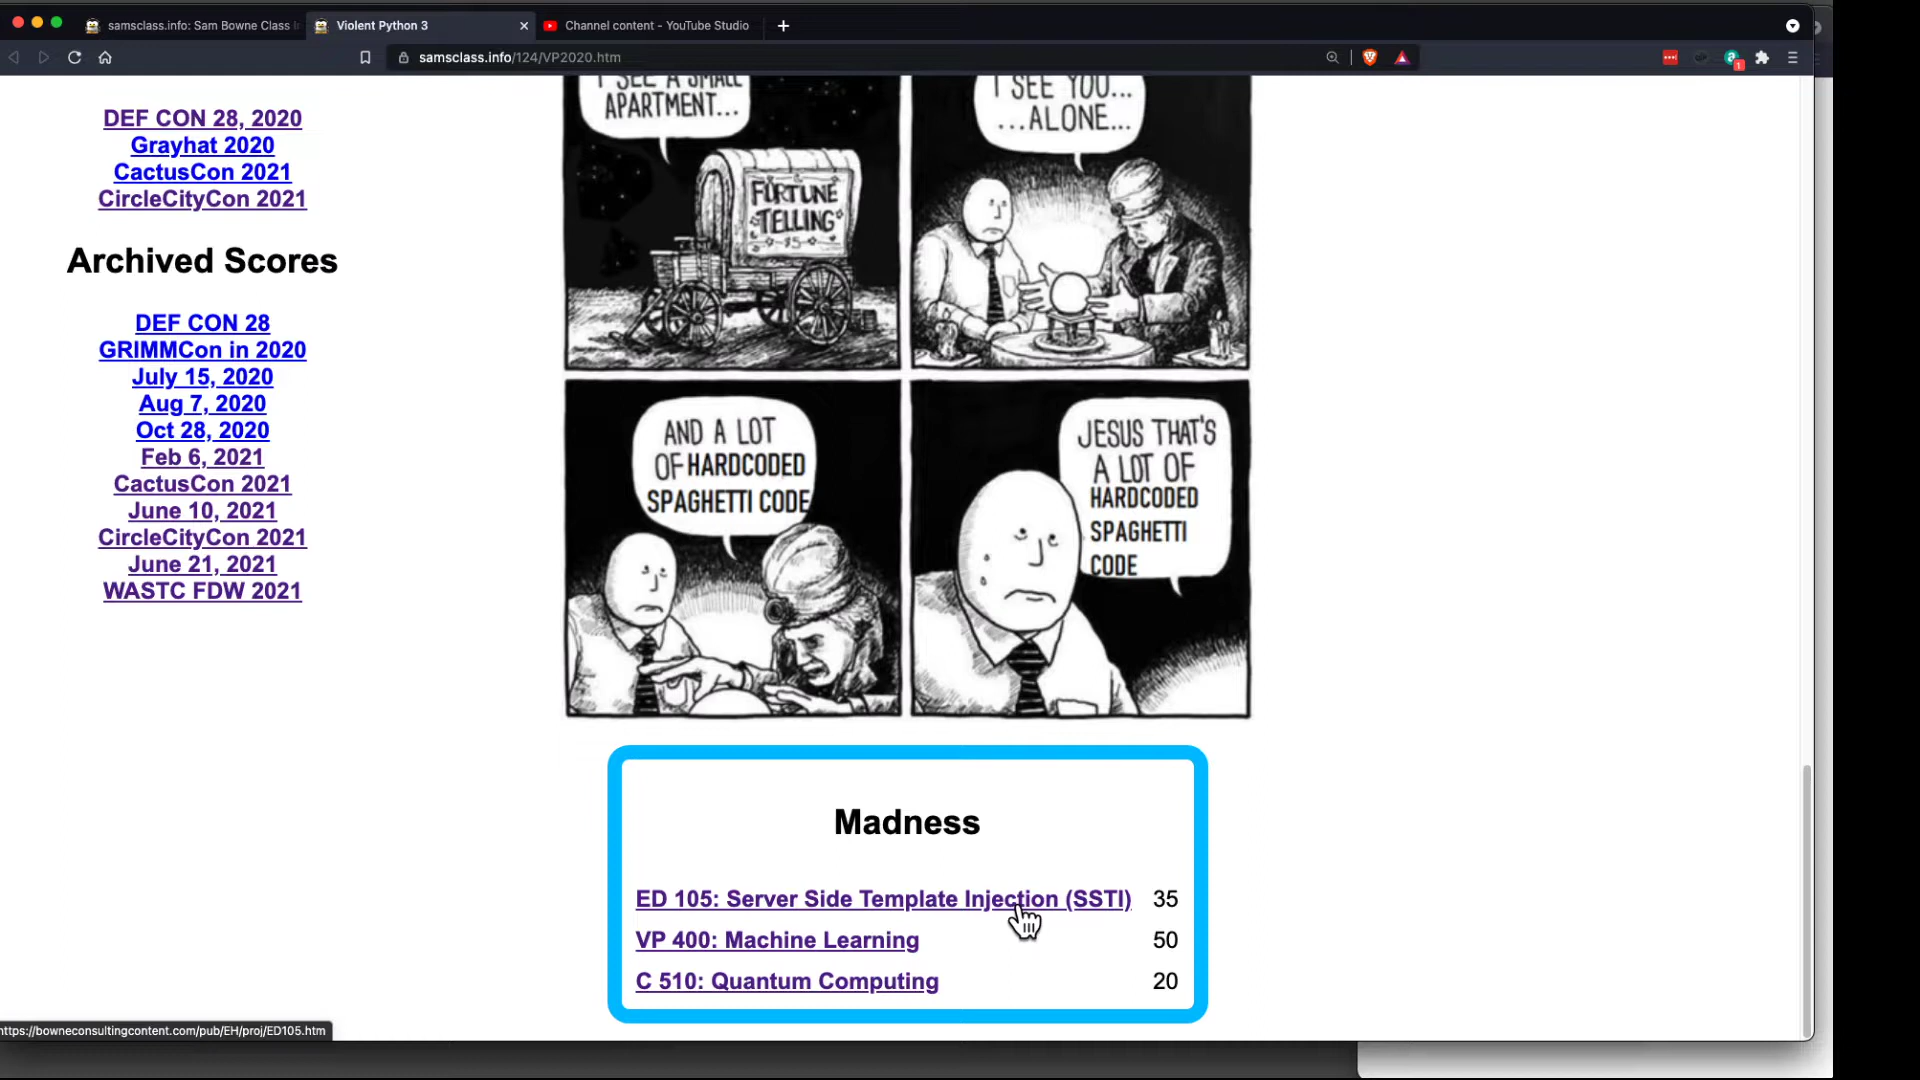 samsclass.info: Sam Bowne Class
Violent Python 3
Channel content - YouTube Studio
samsclass.info/124/VP2020.htm
DEF CON 28, 2020
Grayhat 2020
CactusCon 2021
CircleCityCon 2021
Archived Scores
DEF CON 28
GRIMMCon in 2020
July 15, 2020
Aug 7, 2020
Oct 28, 2020
Feb 6, 2021
CactusCon 2021
June 10, 2021
CircleCityCon 2021
June 21, 2021
WASTC FDW 2021
I SEE A SMALL
APARTMENT...
FORTUNE
TELLING
$5
I SEE YOU...
...ALONE...
AND A LOT
OF HARDCODED
SPAGHETTI CODE
JESUS THAT'S
A LOT OF
HARDCODED
SPAGHETTI
CODE
Madness
ED 105: Server Side Template Injection (SSTI) 35
VP 400: Machine Learning 50
C 510: Quantum Computing 20
https://bowneconsultingcontent.com/pub/EH/proj/ED105.htm